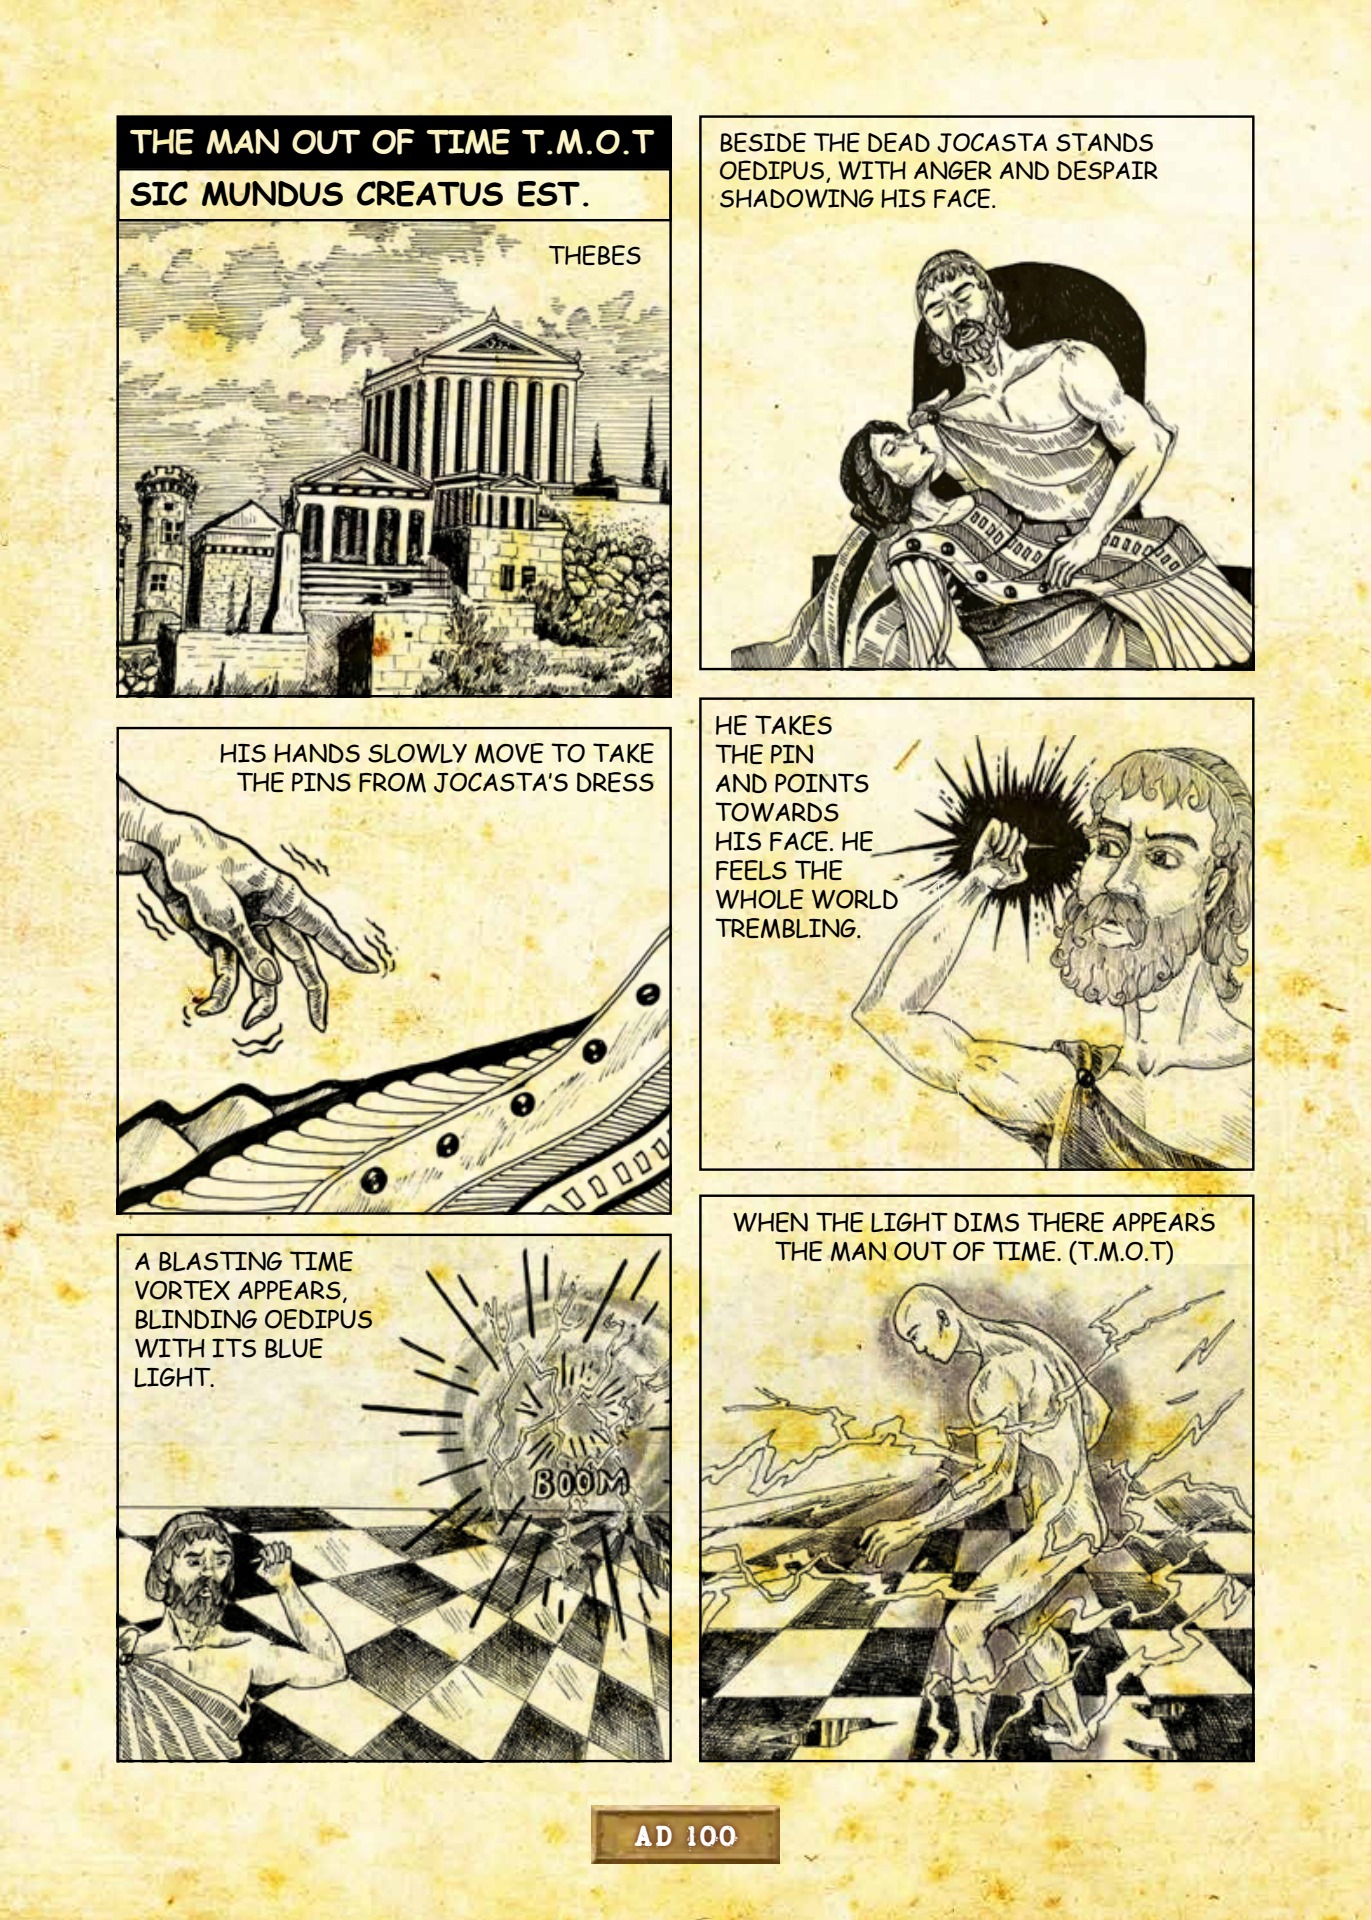 THE MAN OUT OF TIME T.M.O.T
SIC MUNDUS CREATUS EST.
THEBES
BESIDE THE DEAD JOCASTA STANDS
OEDIPUS, WITH ANGER AND DESPAIR
SHADOWING HIS FACE.
HIS HANDS SLOWLY MOVE TO TAKE
THE PINS FROM JOCASTA'S DRESS
HE TAKES
THE PIN
AND POINTS
TOWARDS
HIS FACE. HE
FEELS THE
WHOLE WORLD
TREMBLING.
A BLASTING TIME
VORTEX APPEARS,
BLINDING OEDIPUS
WITH ITS BLUE
LIGHT.
BOOM
WHEN THE LIGHT DIMS THERE APPEARS
THE MAN OUT OF TIME. (T.M.O.T)
AD 100